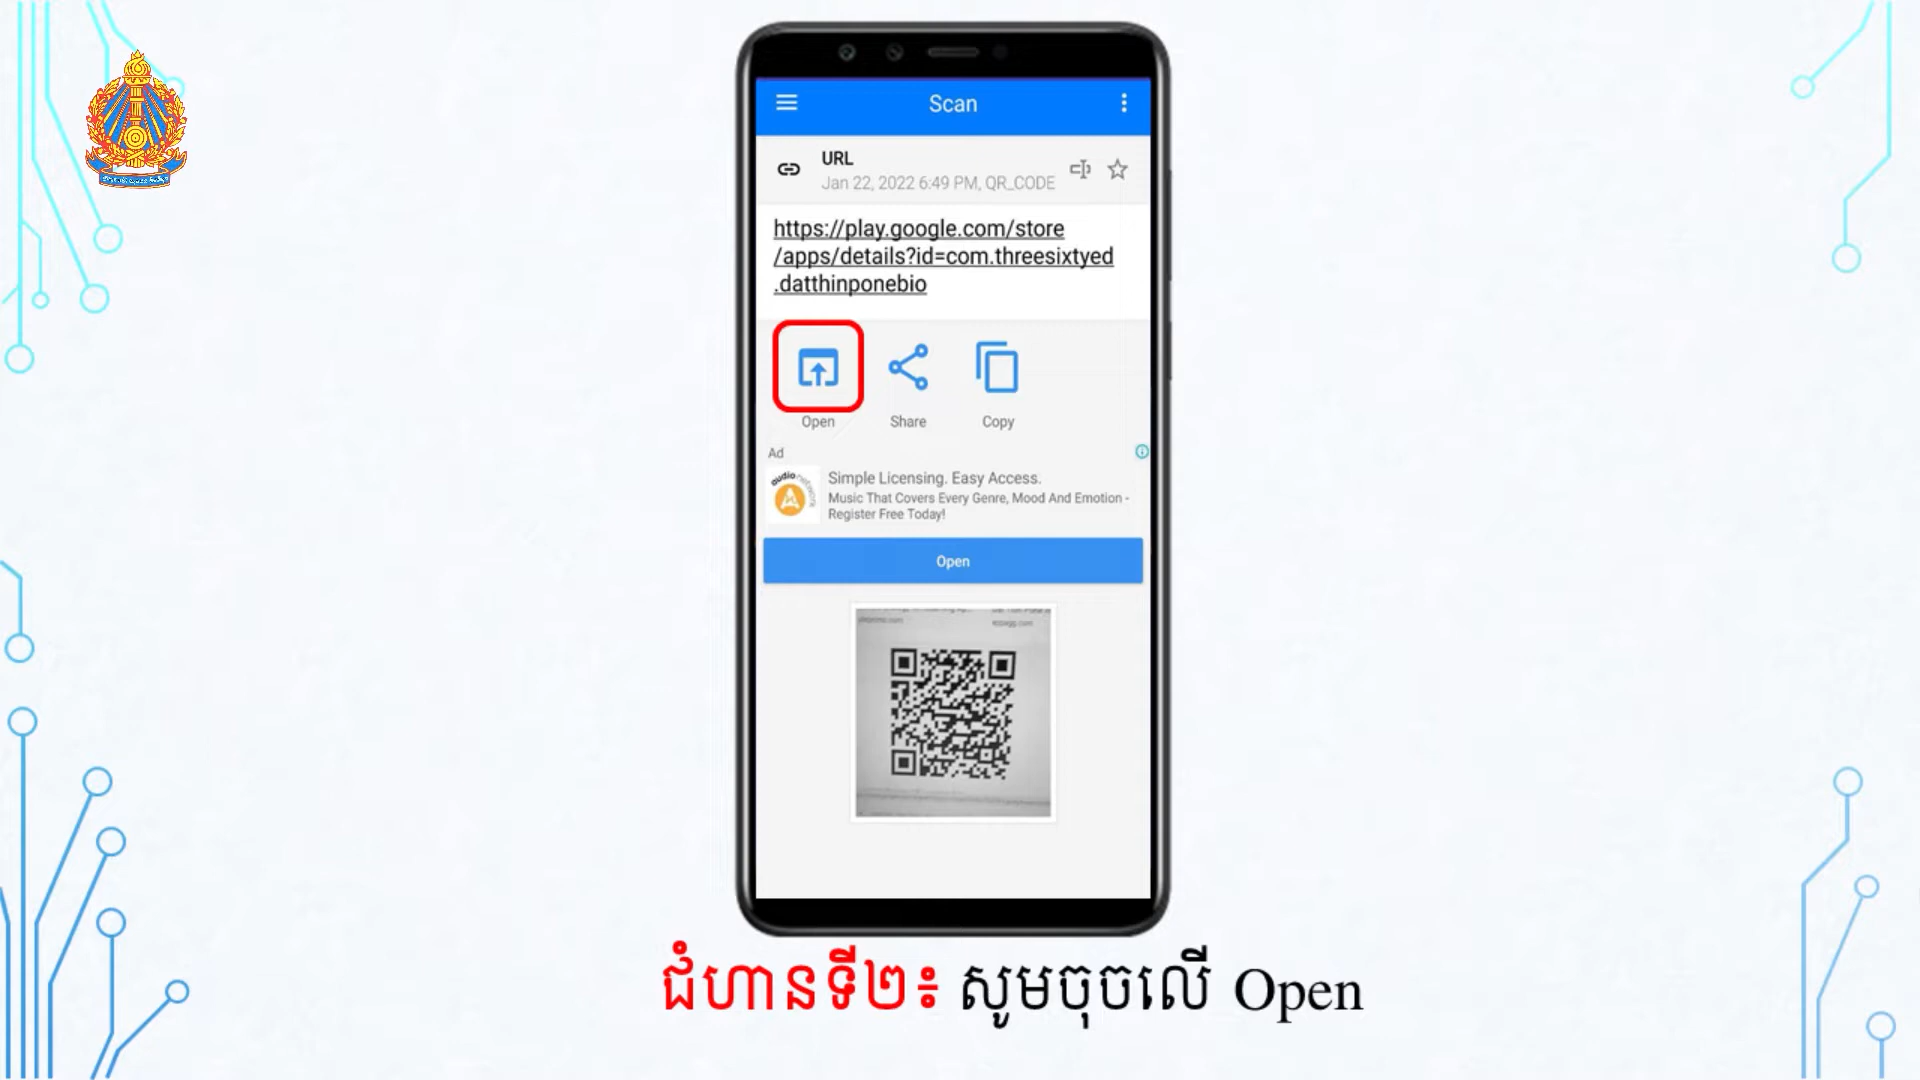 Scan
URL
Jan 22, 2022 6:49 PM, QR_CODE
https://play.google.com/store
/apps/details?id=com.threesixtyed
.datthinponebio
Open
Share
Copy
Ad
audio network
Simple Licensing. Easy Access.
Music That Covers Every Genre, Mood And Emotion -
Register Free Today!
Open
ជំហានទី២៖ សូមចុចលើ Open